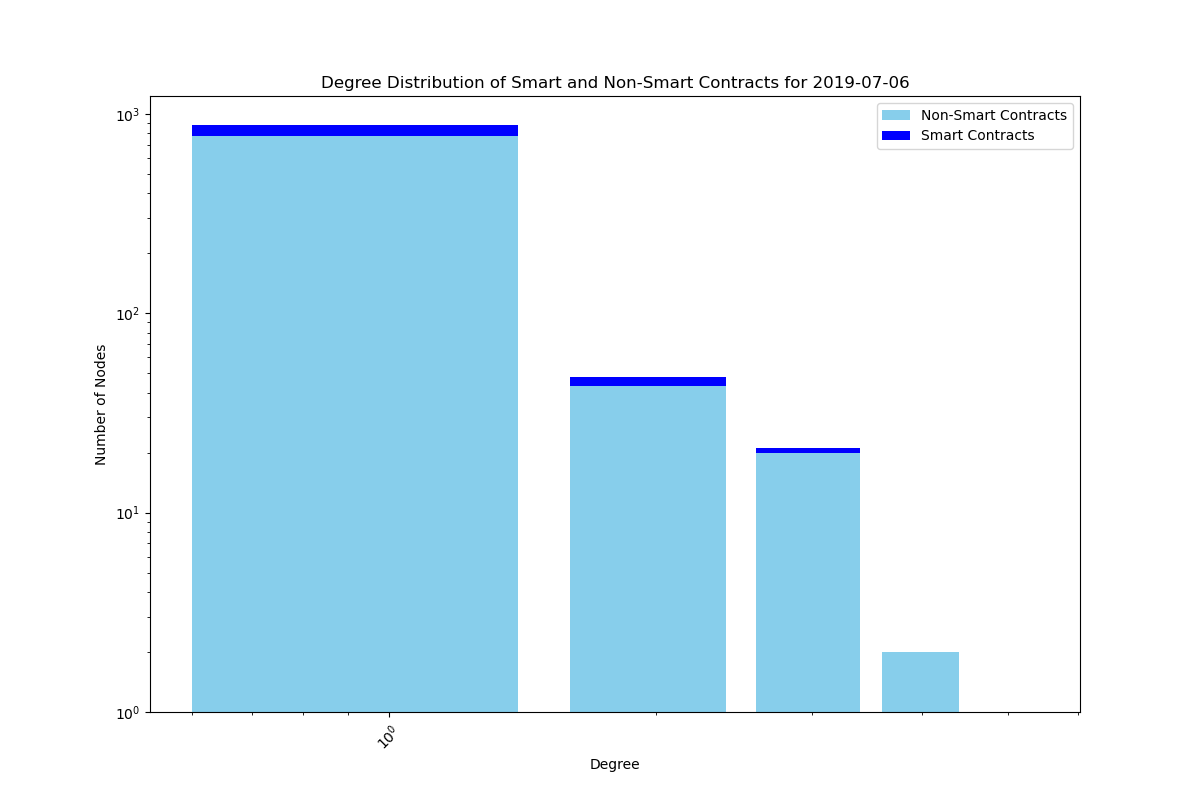 Degree Distribution of Smart and Non-Smart Contracts for 2019-07-06
Non-Smart Contracts
Smart Contracts
10³
10²
10¹
10⁰
Number of Nodes
10⁰
Degree